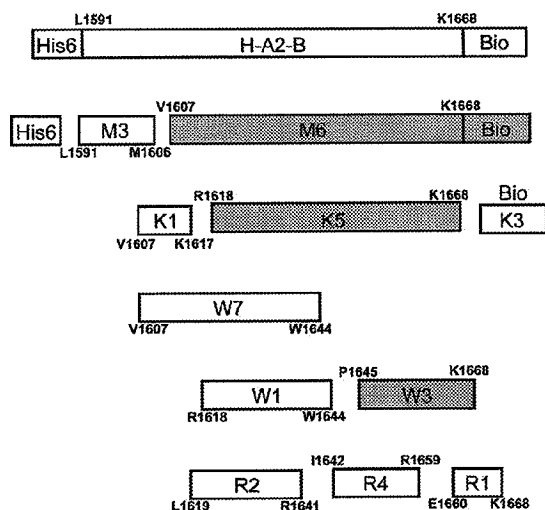 L1591 K1668
His6 H-A2-B Bio
V1607 K1668
His6 M3 M6 Bio
L1591 M1606
R1618 K1668 Bio
K1 K5 K3
V1607 K1617
W7
V1607 W1644
P1645 K1668
W1 W3
R1618 W1644
I1642 R1659
R2 R4 R1
L1619 R1641 E1660 K1668